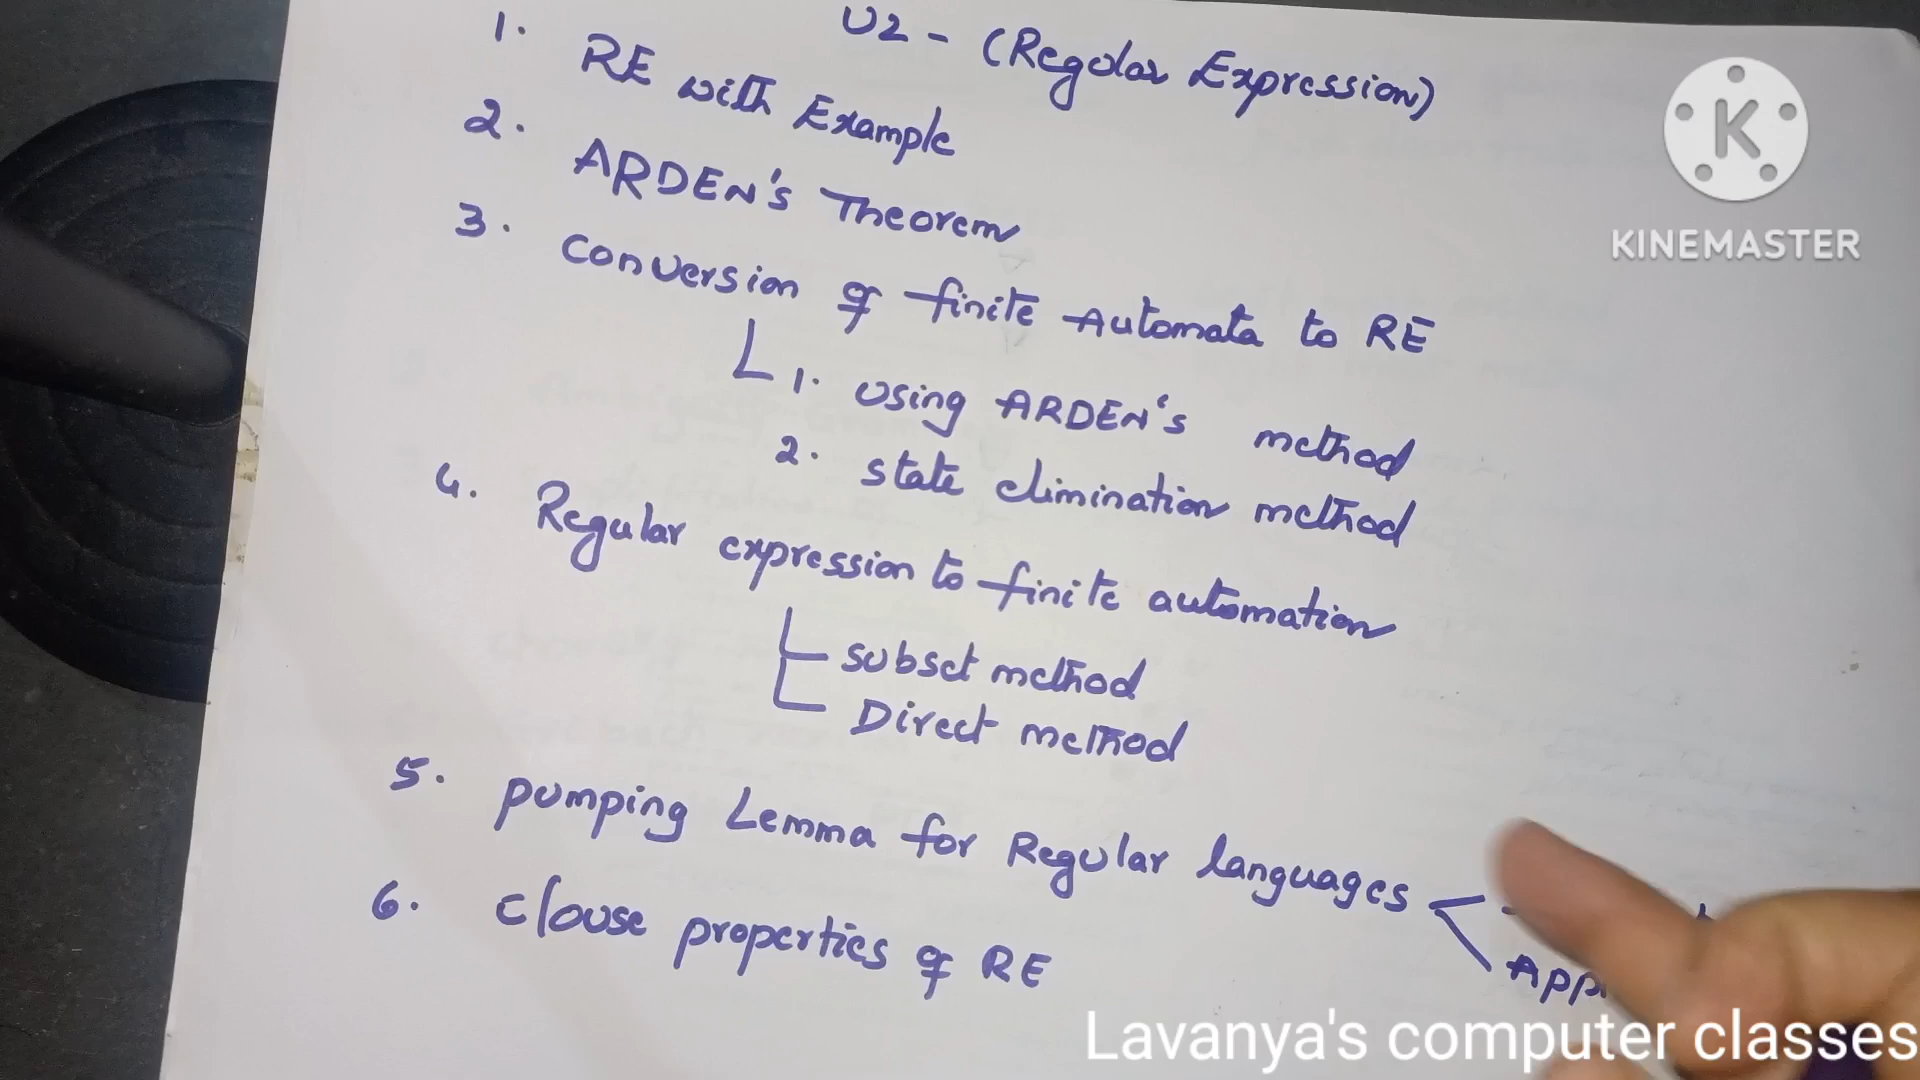 U2 - (Regular Expression)
1. RE with Example
2. ARDEN's Theorem
3. Conversion of finite Automata to RE
1. Using ARDEN's method
2. state elimination method
4. Regular expression to finite automation
subset method
Direct method
5. pumping Lemma for Regular languages
6. clouse properties of RE
K
KINEMASTER
Lavanya's computer classes